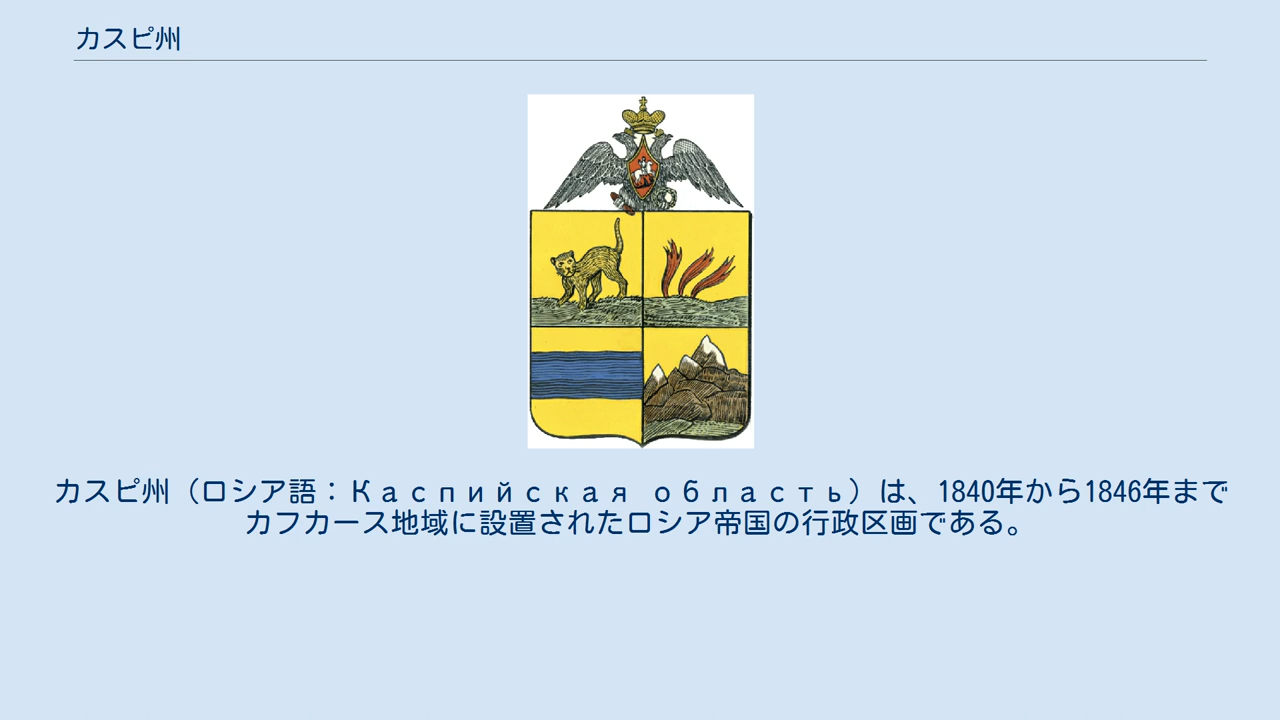 カスピ州
カスピ州（ロシア語：Каспийская область）は、1840年から1846年まで
カフカース地域に設置されたロシア帝国の行政区画である。